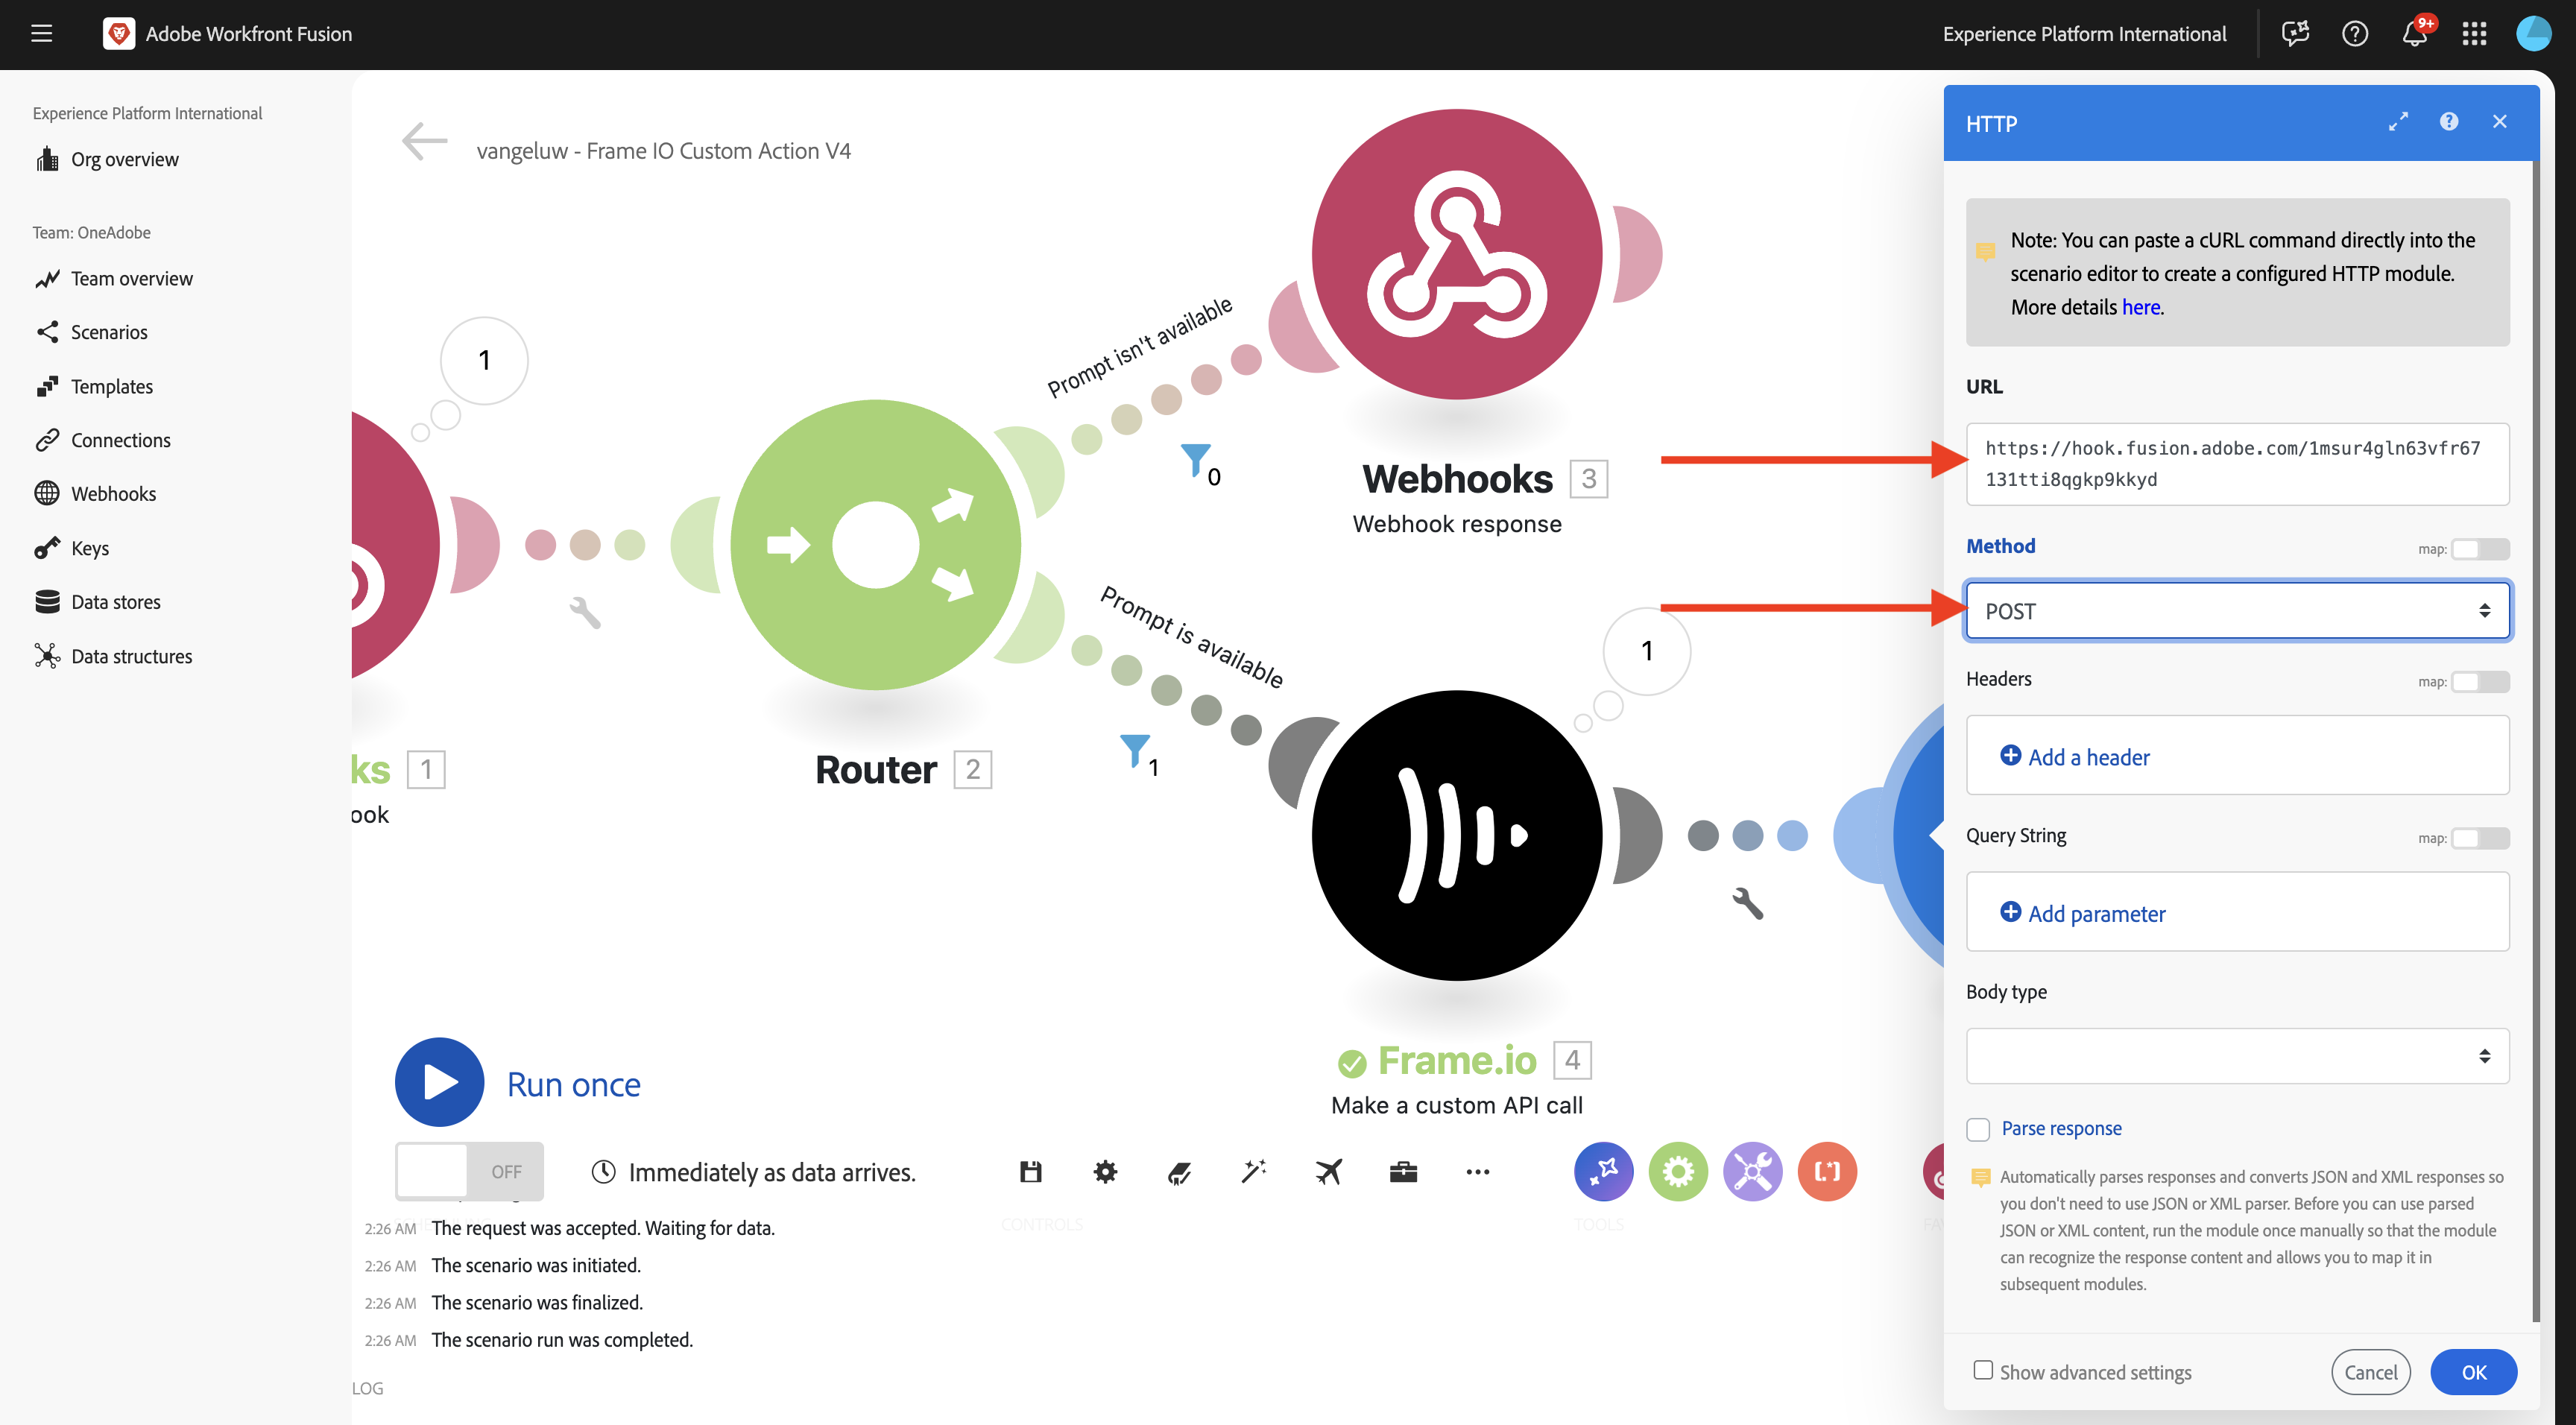 Adobe Workfront Fusion
Experience Platform International
9+
Experience Platform International
Org overview
Team: OneAdobe
Team overview
Scenarios
Templates
Connections
Webhooks
Keys
Data stores
Data structures
vangeluw - Frame IO Custom Action V4
1
ks 1
ook
Router 2
Prompt isn't available
0
Prompt is available
1
Webhooks 3
Webhook response
1
Frame.io 4
Make a custom API call
Run once
OFF
Immediately as data arrives.
CONTROLS
TOOLS
2:26 AM The request was accepted. Waiting for data.
2:26 AM The scenario was initiated.
2:26 AM The scenario was finalized.
2:26 AM The scenario run was completed.
LOG
HTTP
Note: You can paste a cURL command directly into the
scenario editor to create a configured HTTP module.
More details here.
URL
https://hook.fusion.adobe.com/1msur4gln63vfr67
131tti8qgkp9kkyd
Method map:
POST
Headers map:
Add a header
Query String map:
Add parameter
Body type
Parse response
Automatically parses responses and converts JSON and XML responses so
you don't need to use JSON or XML parser. Before you can use parsed
JSON or XML content, run the module once manually so that the module
can recognize the response content and allows you to map it in
subsequent modules.
Show advanced settings
Cancel
OK